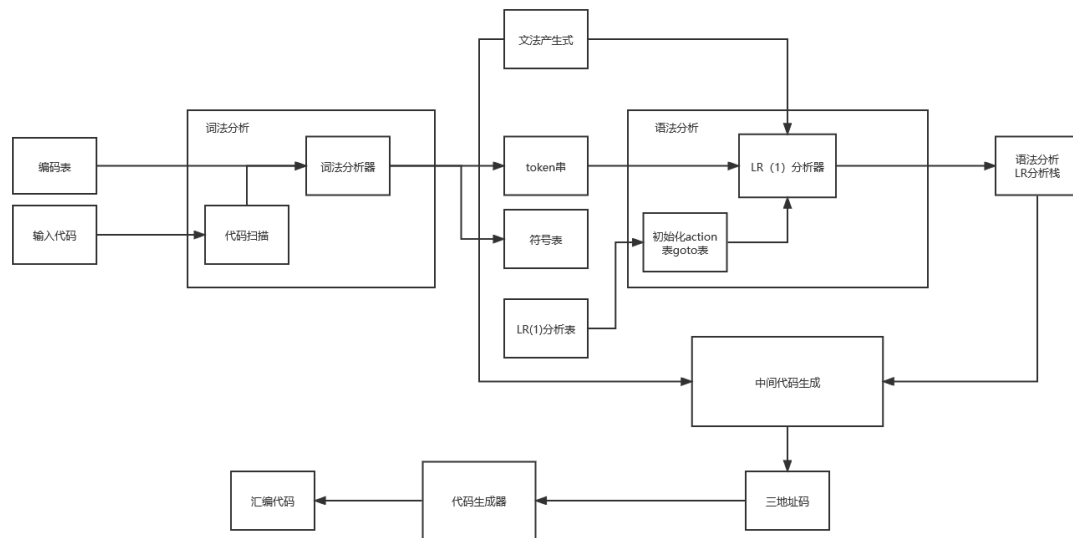 文法产生式
词法分析
语法分析
编码表
词法分析器
token串
LR（1）分析器
语法分析
LR分析栈
输入代码
代码扫描
符号表
初始化action
表goto表
LR(1)分析表
中间代码生成
汇编代码
代码生成器
三地址码